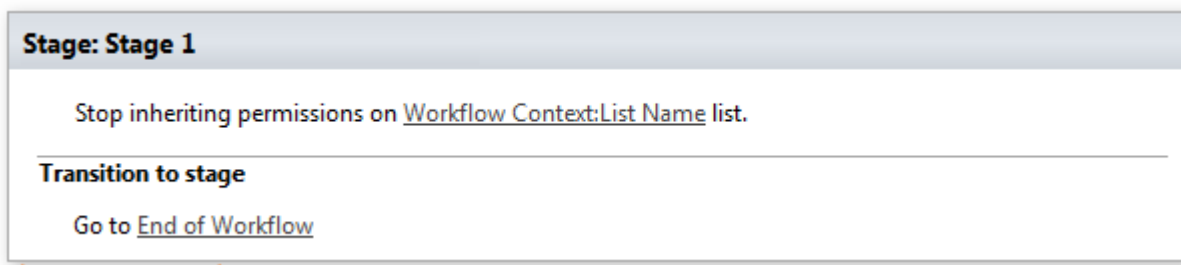 Stage: Stage 1
Stop inheriting permissions on Workflow Context:List Name list.
Transition to stage
Go to End of Workflow